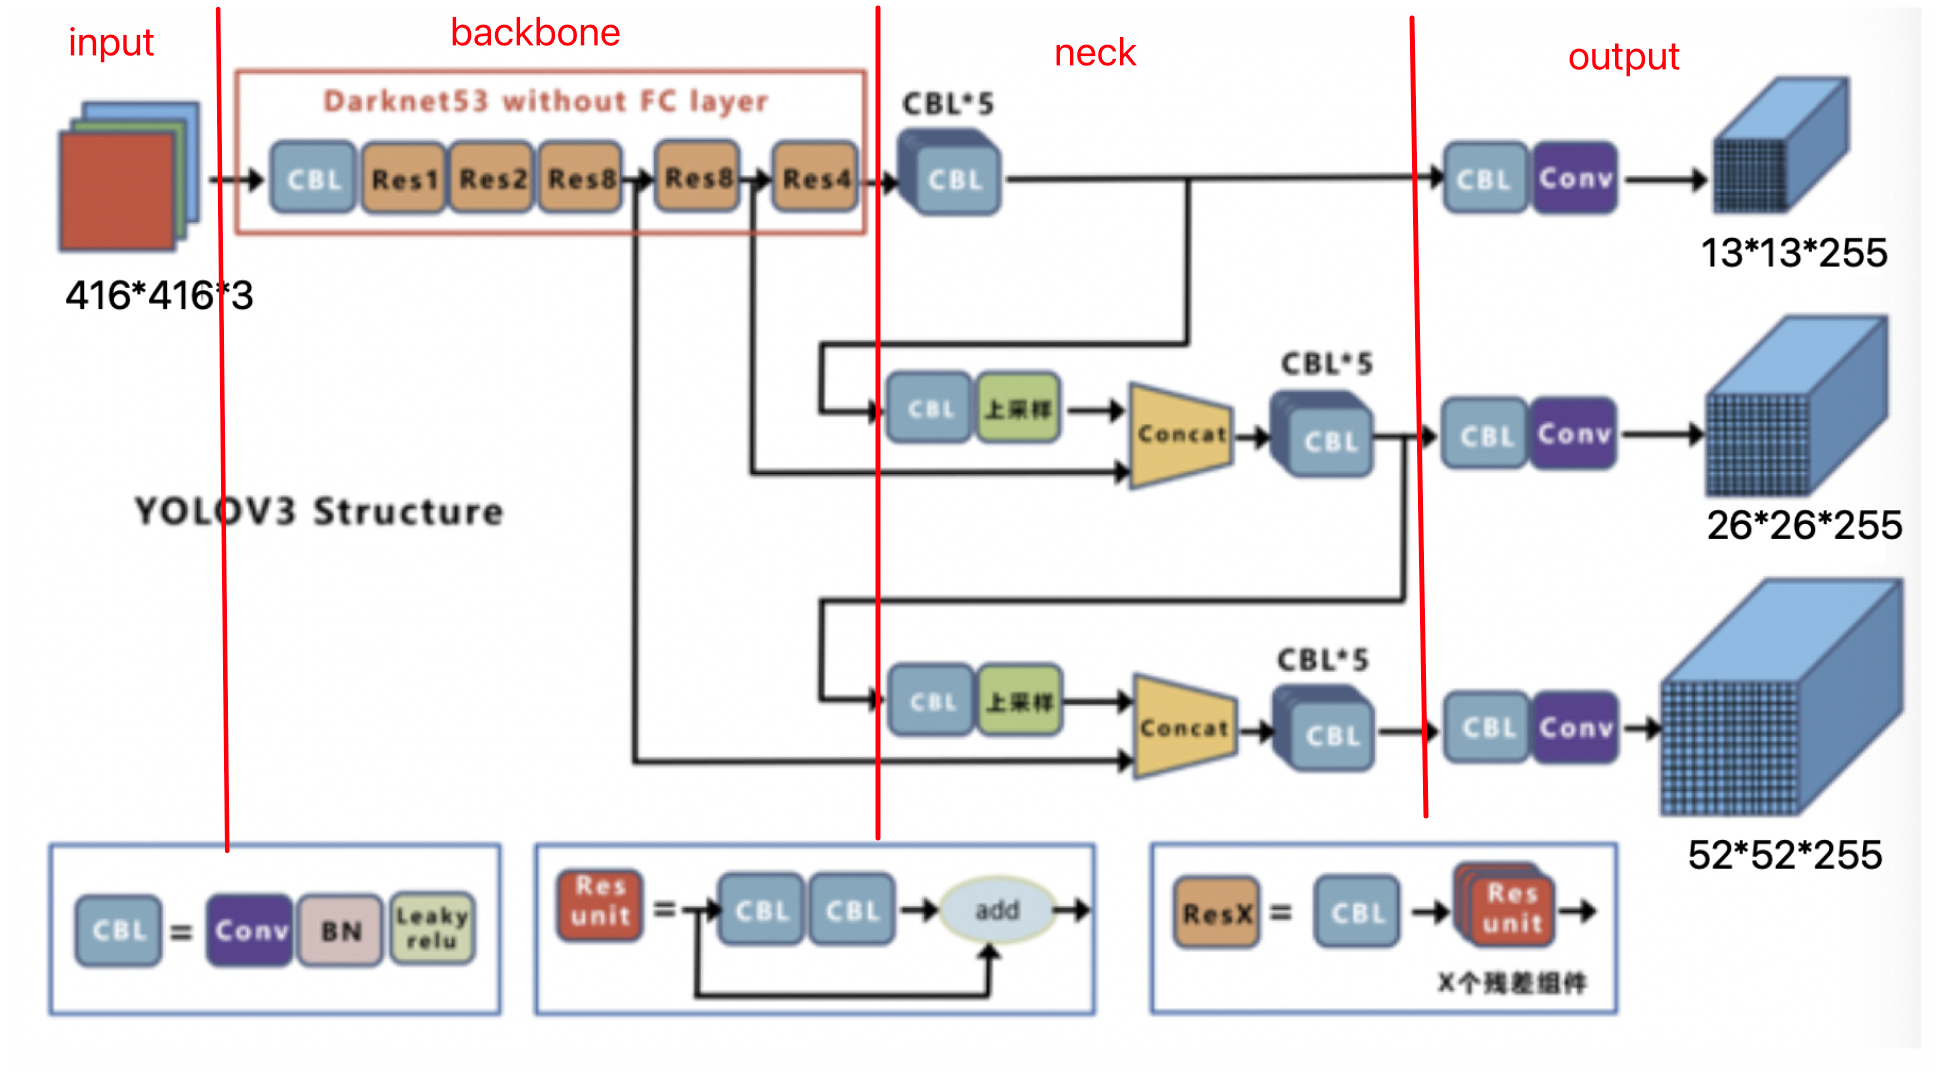 input
backbone
neck
output
Darknet53 without FC layer
CBL*5
CBL
Res1
Res2
Res8
Res8
Res4
CBL
CBL
Conv
416*416*3
13*13*255
CBL*5
CBL
上采样
Concat
CBL
CBL
Conv
YOLOV3 Structure
26*26*255
CBL*5
CBL
上采样
Concat
CBL
CBL
Conv
52*52*255
CBL
=
Conv
BN
Leaky
relu
Res
unit
=
CBL
CBL
add
ResX
=
CBL
Res
unit
X个残差组件